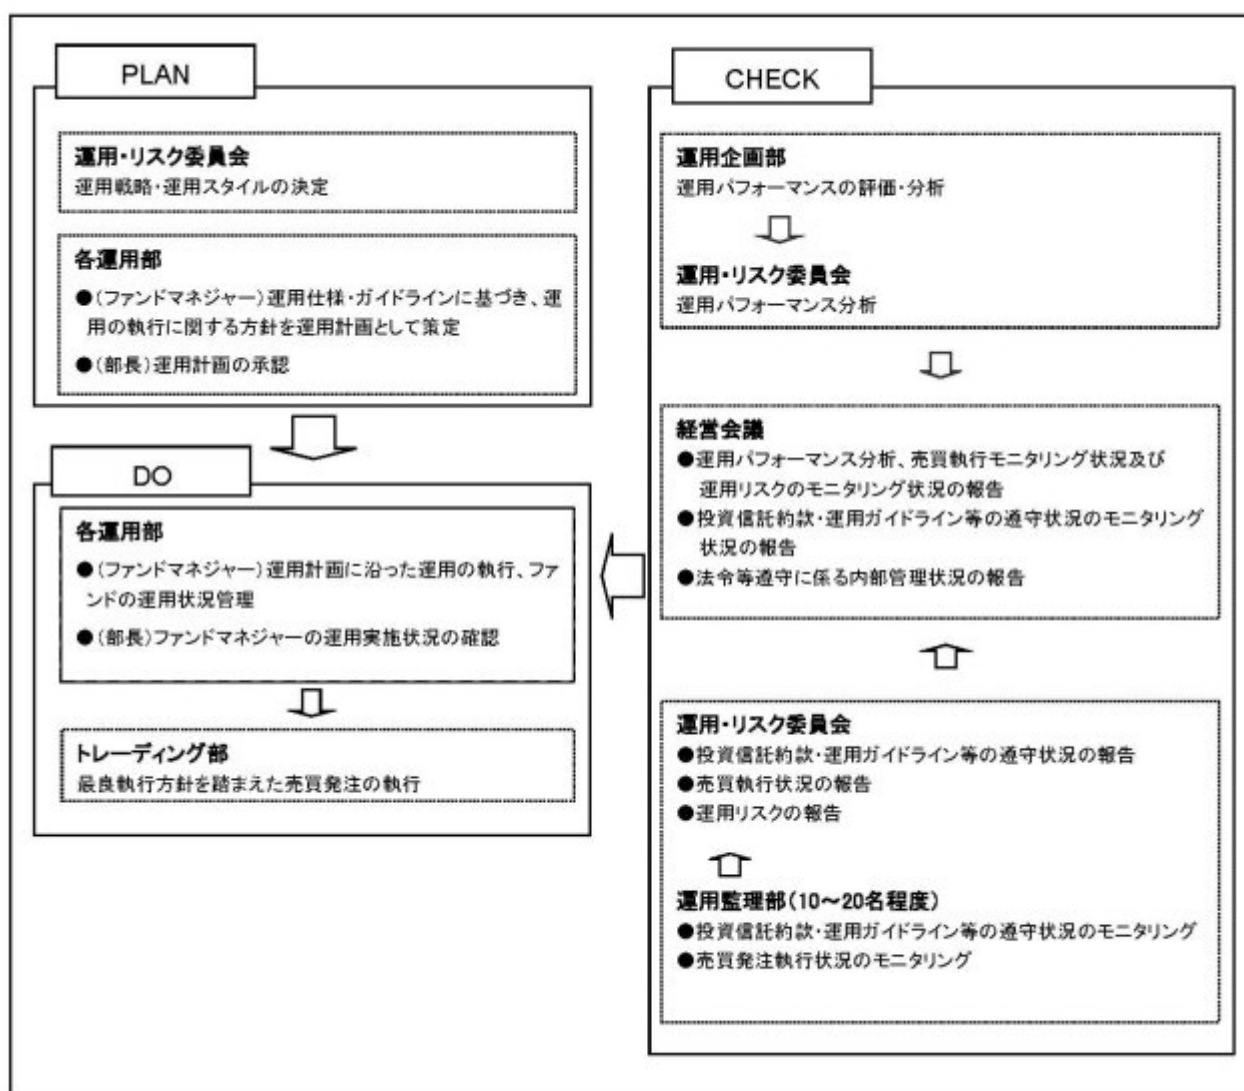 PLAN
運用・リスク委員会
運用戦略・運用スタイルの決定
各運用部
●(ファンドマネジャー)運用仕様・ガイドラインに基づき、運
用の執行に関する方針を運用計画として策定
●(部長)運用計画の承認
DO
各運用部
●(ファンドマネジャー)運用計画に沿った運用の執行、ファ
ンドの運用状況管理
●(部長)ファンドマネジャーの運用実施状況の確認
トレーディング部
最良執行方針を踏まえた売買発注の執行
CHECK
運用企画部
運用パフォーマンスの評価・分析
運用・リスク委員会
運用パフォーマンス分析
経営会議
●運用パフォーマンス分析、売買執行モニタリング状況及び
運用リスクのモニタリング状況の報告
●投資信託約款・運用ガイドライン等の遵守状況のモニタリング
状況の報告
●法令等遵守に係る内部管理状況の報告
運用・リスク委員会
●投資信託約款・運用ガイドライン等の遵守状況の報告
●売買執行状況の報告
●運用リスクの報告
運用監理部(10~20名程度)
●投資信託約款・運用ガイドライン等の遵守状況のモニタリング
●売買発注執行状況のモニタリング